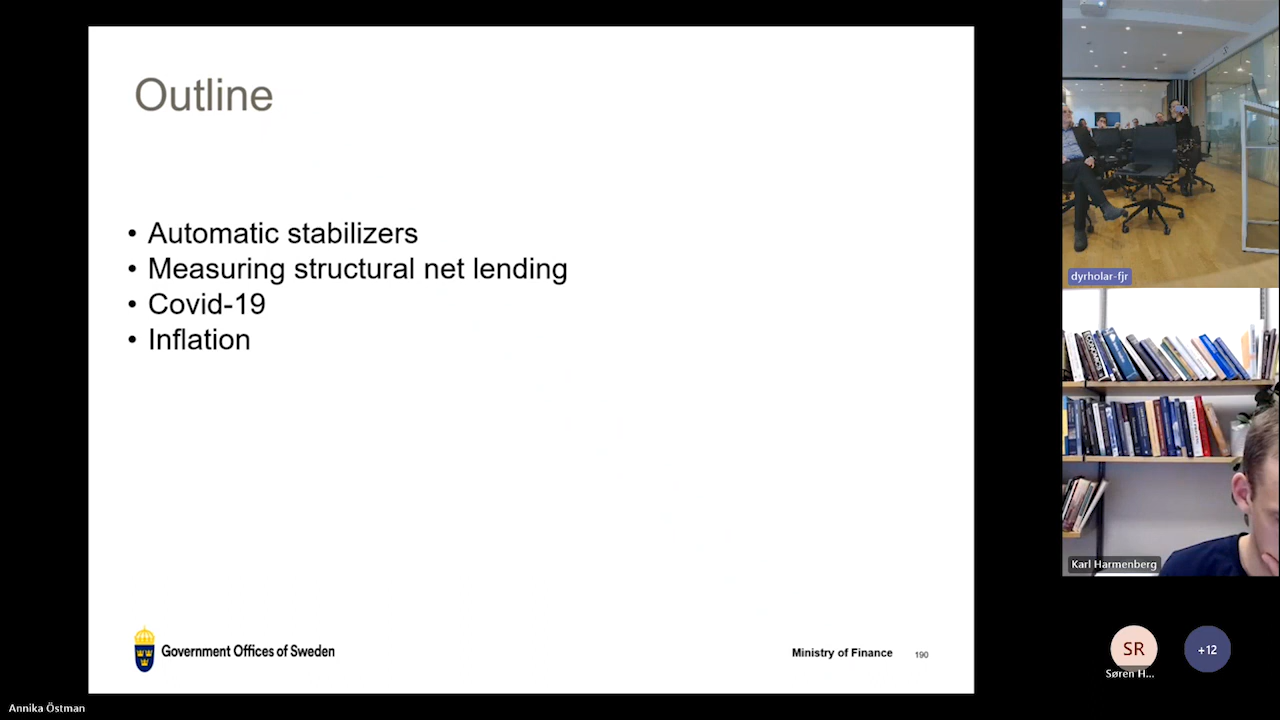 Outline
• Automatic stabilizers
• Measuring structural net lending
• Covid-19
• Inflation
Government Offices of Sweden
Ministry of Finance
190
dyrholar-fjr
Karl Harmenberg
SR
+12
Søren H...
Annika Östman